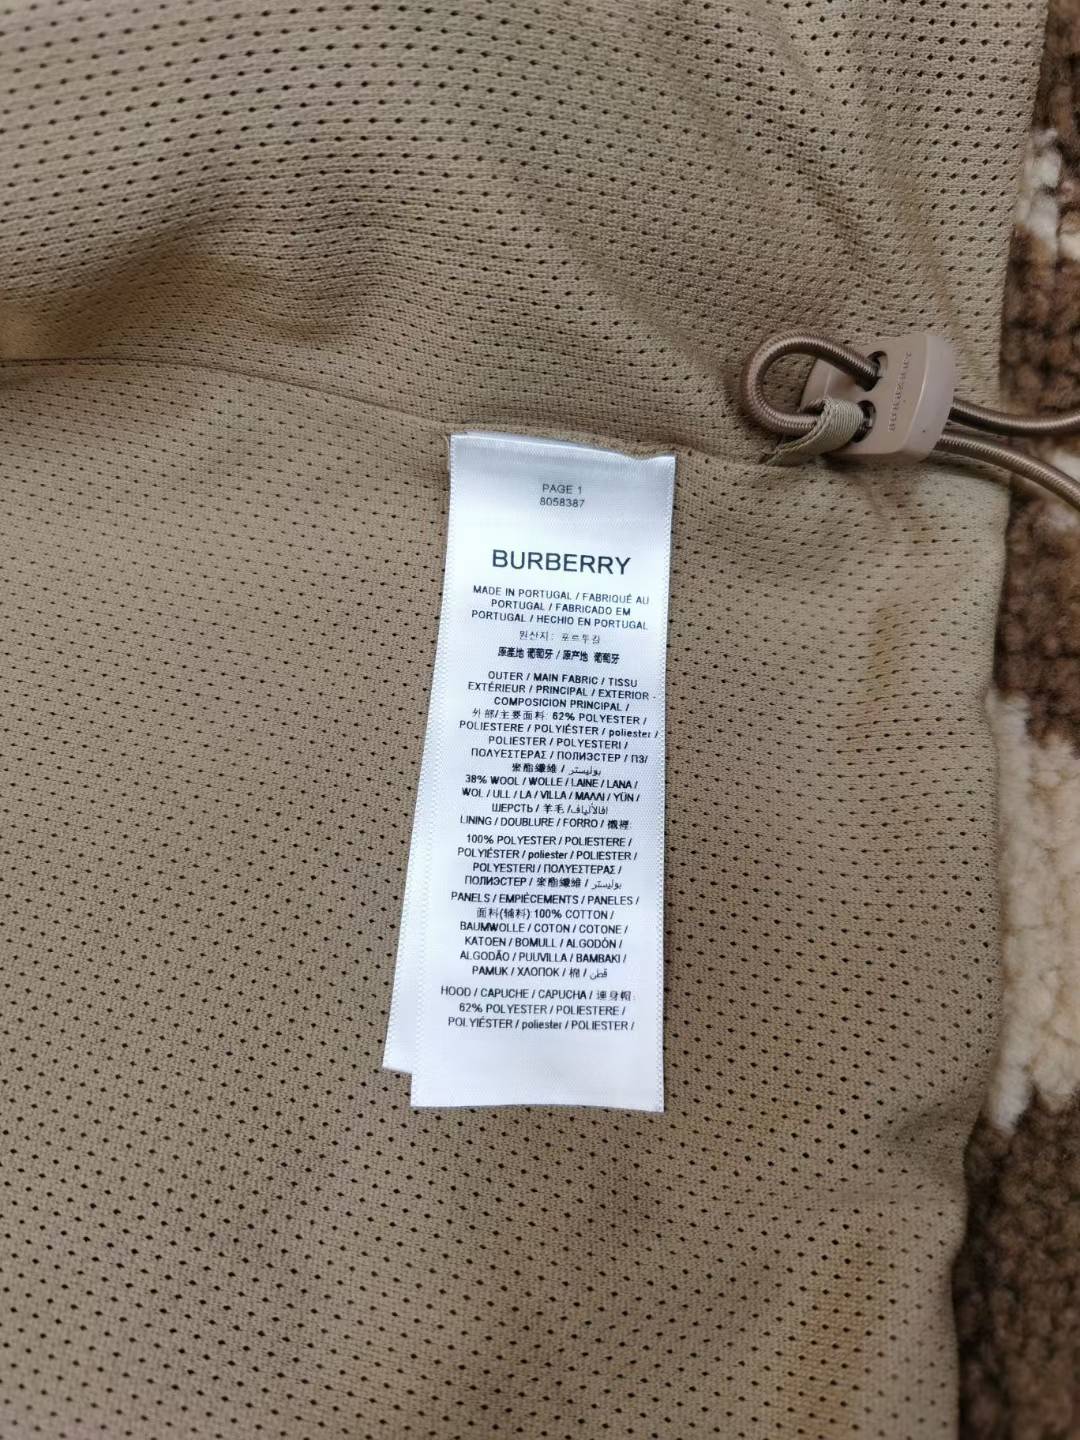 PAGE 1
8058387
BURBERRY
MADE IN PORTUGAL / FABRIQUÉ AU
PORTUGAL / FABRICADO EM
PORTUGAL / HECHIO EN PORTUGAL
원산지: 포르투갈
原產地 葡萄牙 / 原产地 葡萄牙
OUTER / MAIN FABRIC / TISSU
EXTÉRIEUR / PRINCIPAL / EXTERIOR -
COMPOSICION PRINCIPAL /
外部/主要面料: 62% POLYESTER /
POLIESTERE / POLYIÉSTER / poliester /
POLIESTER / POLYESTERI /
ΠΟΛΥΕΣΤΕΡΑΣ / ПОЛИЭСТЕР / ПЭ/
聚酯纖維 / بوليستر
38% WOOL / WOLLE / LAINE / LANA /
WOL / ULL / LA / VILLA / ΜΑΛΛΙ / YÜN /
ШЕРСТЬ / 羊毛 /
LINING / DOUBLURE / FORRO / 襯裡:
100% POLYESTER / POLIESTERE /
POLYIÉSTER / poliester / POLIESTER /
POLYESTERI / ΠΟΛΥΕΣΤΕΡΑΣ /
ПОЛИЭСТЕР / 聚酯纖維 / بوليستر
PANELS / EMPIÈCEMENTS / PANELES /
面料(辅料) 100% COTTON /
BAUMWOLLE / COTON / COTONE /
KATOEN / BOMULL / ALGODÓN /
ALGODÃO / PUUVILLA / BAMBAKI /
PAMUK / ХЛОПОК / 棉 / قطن
HOOD / CAPUCHE / CAPUCHA / 連身帽:
62% POLYESTER / POLIESTERE /
POLYIÉSTER / poliester / POLIESTER /